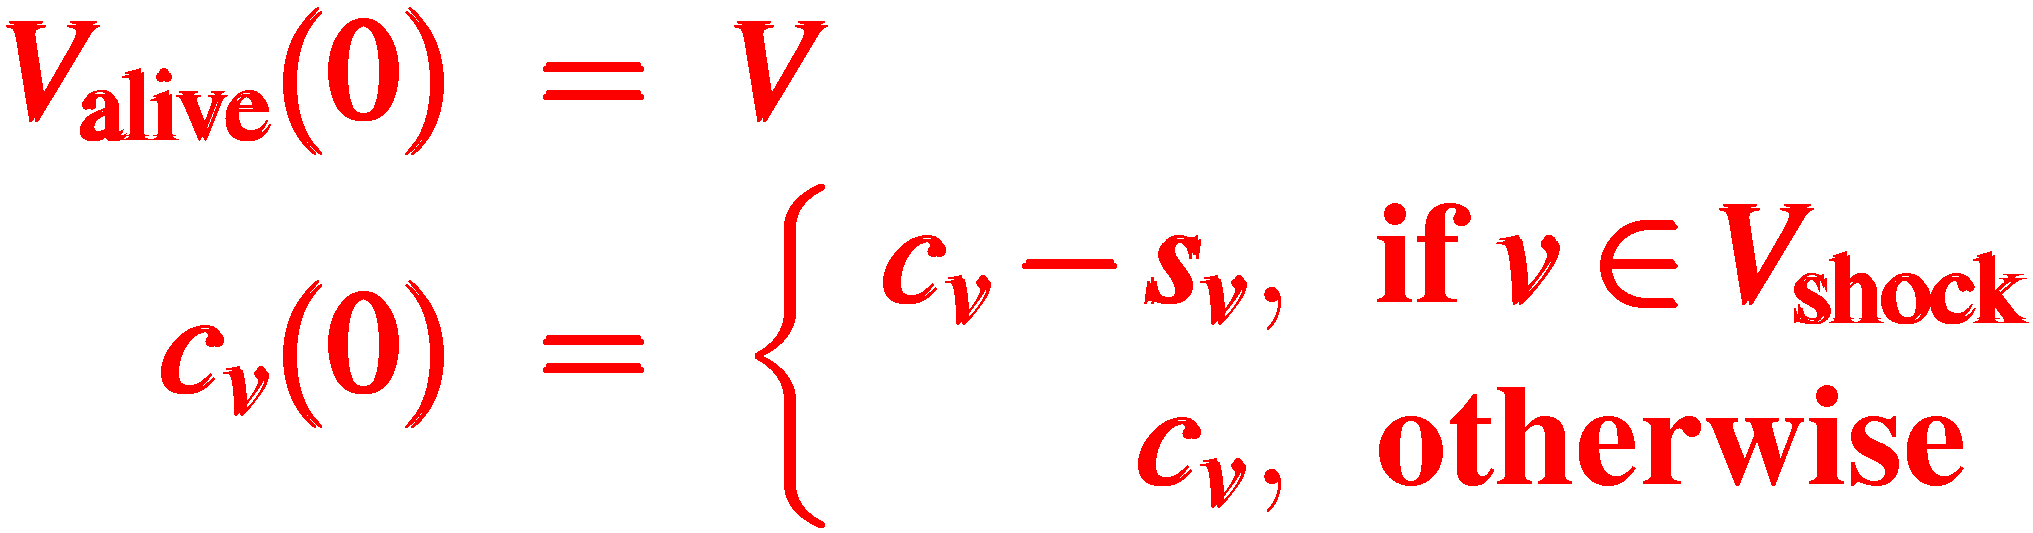 V_alive(0) = V
c_v(0) = { c_v − s_v, if v ∈ V_shock
c_v, otherwise